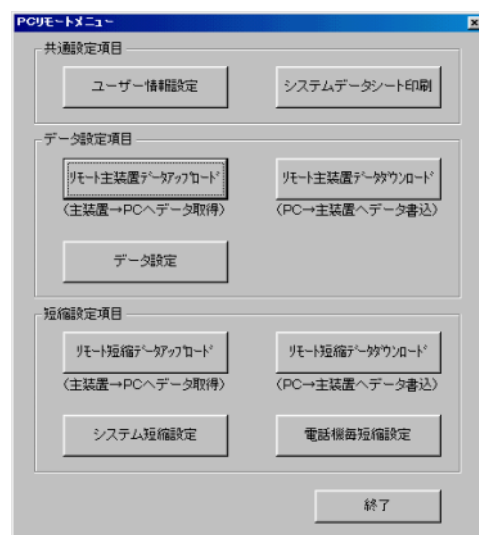 PCリモートメニュー
共通設定項目
ユーザー情報設定
システムデータシート印刷
データ設定項目
ﾘﾓｰﾄ主装置ﾃﾞｰﾀｱｯﾌﾟﾛｰﾄﾞ
ﾘﾓｰﾄ主装置ﾃﾞｰﾀﾀﾞｳﾝﾛｰﾄﾞ
(主装置→PCへデータ取得)
(PC→主装置へデータ書込)
データ設定
短縮設定項目
ﾘﾓｰﾄ短縮ﾃﾞｰﾀｱｯﾌﾟﾛｰﾄﾞ
ﾘﾓｰﾄ短縮ﾃﾞｰﾀﾀﾞｳﾝﾛｰﾄﾞ
(主装置→PCへデータ取得)
(PC→主装置へデータ書込)
システム短縮設定
電話機毎短縮設定
終了